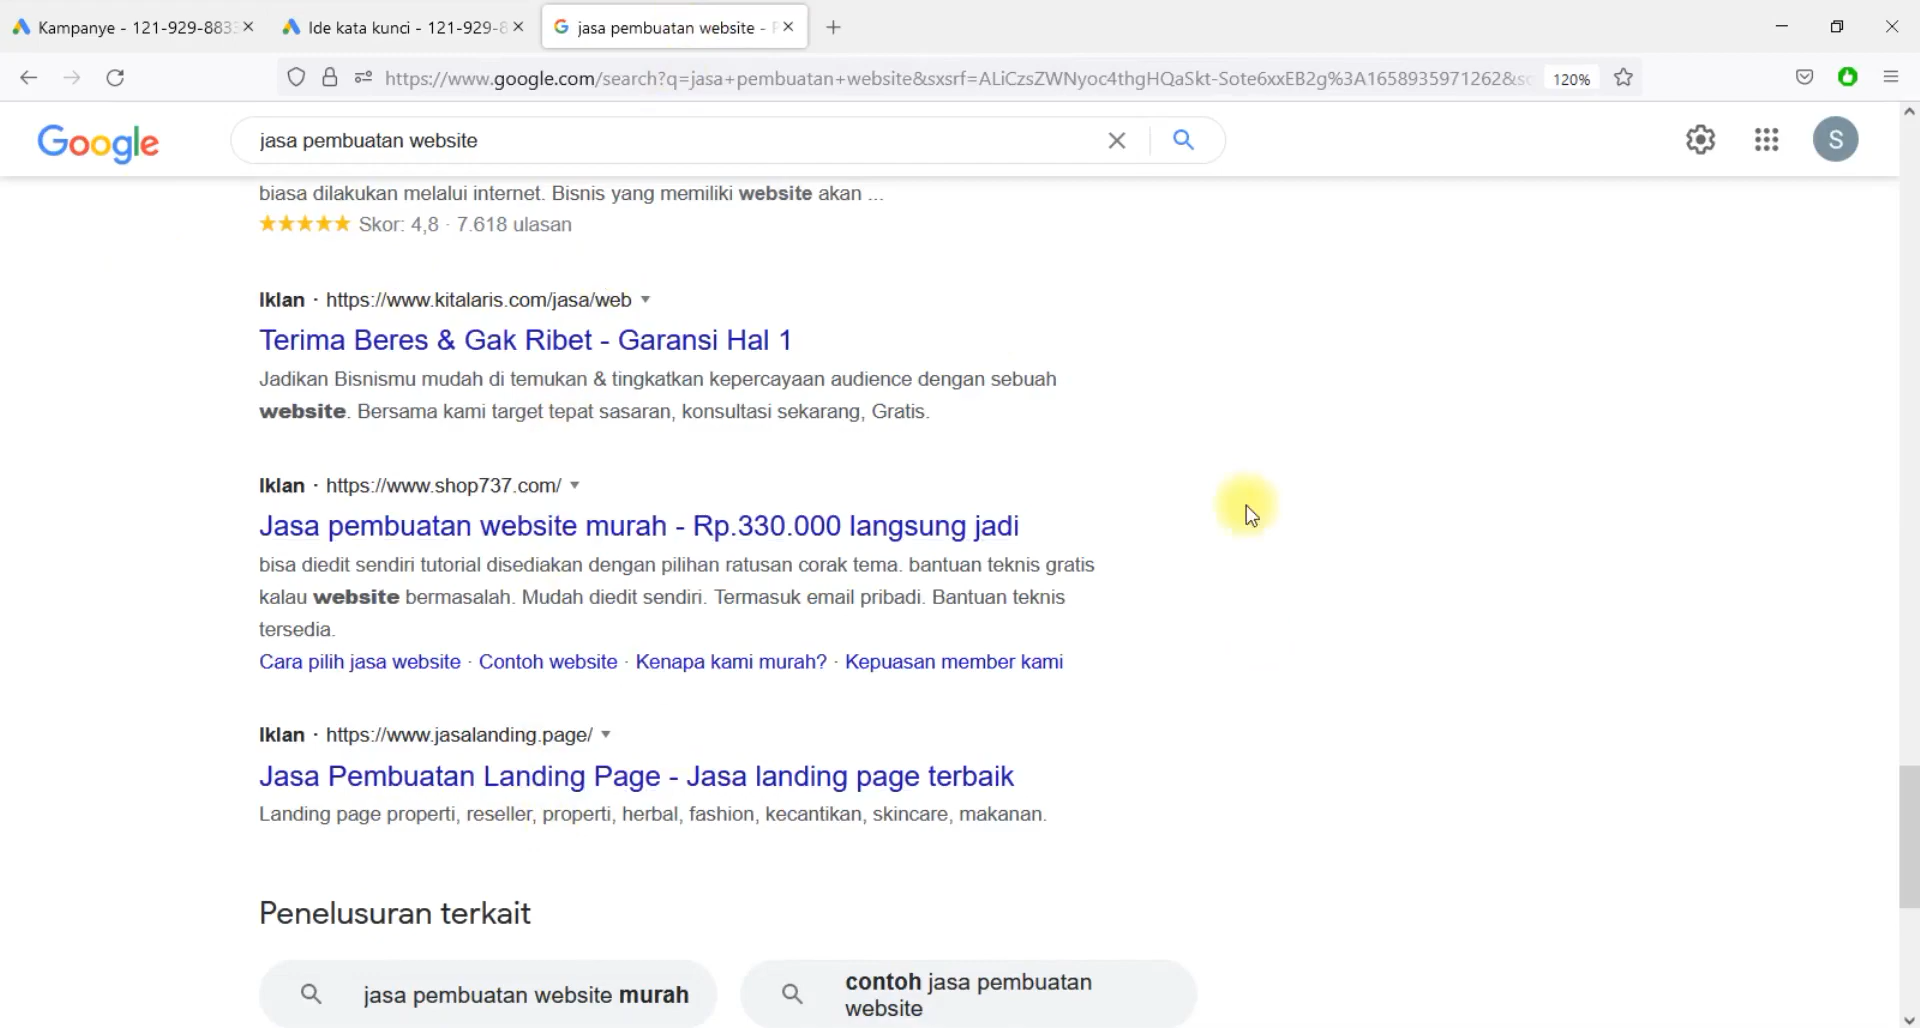 Kampanye - 121-929-883
Ide kata kunci - 121-929-8
jasa pembuatan website -
https://www.google.com/search?q=jasa+pembuatan+website&sxsrf=ALiCzsZWNyoc4thgHQaSkt-Sote6xxEB2g%3A1658935971262&
120%
Google
jasa pembuatan website
S
biasa dilakukan melalui internet. Bisnis yang memiliki website akan ...
Skor: 4,8 · 7.618 ulasan
Iklan · https://www.kitalaris.com/jasa/web
Terima Beres & Gak Ribet - Garansi Hal 1
Jadikan Bisnismu mudah di temukan & tingkatkan kepercayaan audience dengan sebuah
website. Bersama kami target tepat sasaran, konsultasi sekarang, Gratis.
Iklan · https://www.shop737.com/
Jasa pembuatan website murah - Rp.330.000 langsung jadi
bisa diedit sendiri tutorial disediakan dengan pilihan ratusan corak tema. bantuan teknis gratis
kalau website bermasalah. Mudah diedit sendiri. Termasuk email pribadi. Bantuan teknis
tersedia.
Cara pilih jasa website · Contoh website · Kenapa kami murah? · Kepuasan member kami
Iklan · https://www.jasalanding.page/
Jasa Pembuatan Landing Page - Jasa landing page terbaik
Landing page properti, reseller, properti, herbal, fashion, kecantikan, skincare, makanan.
Penelusuran terkait
jasa pembuatan website murah
contoh jasa pembuatan
website